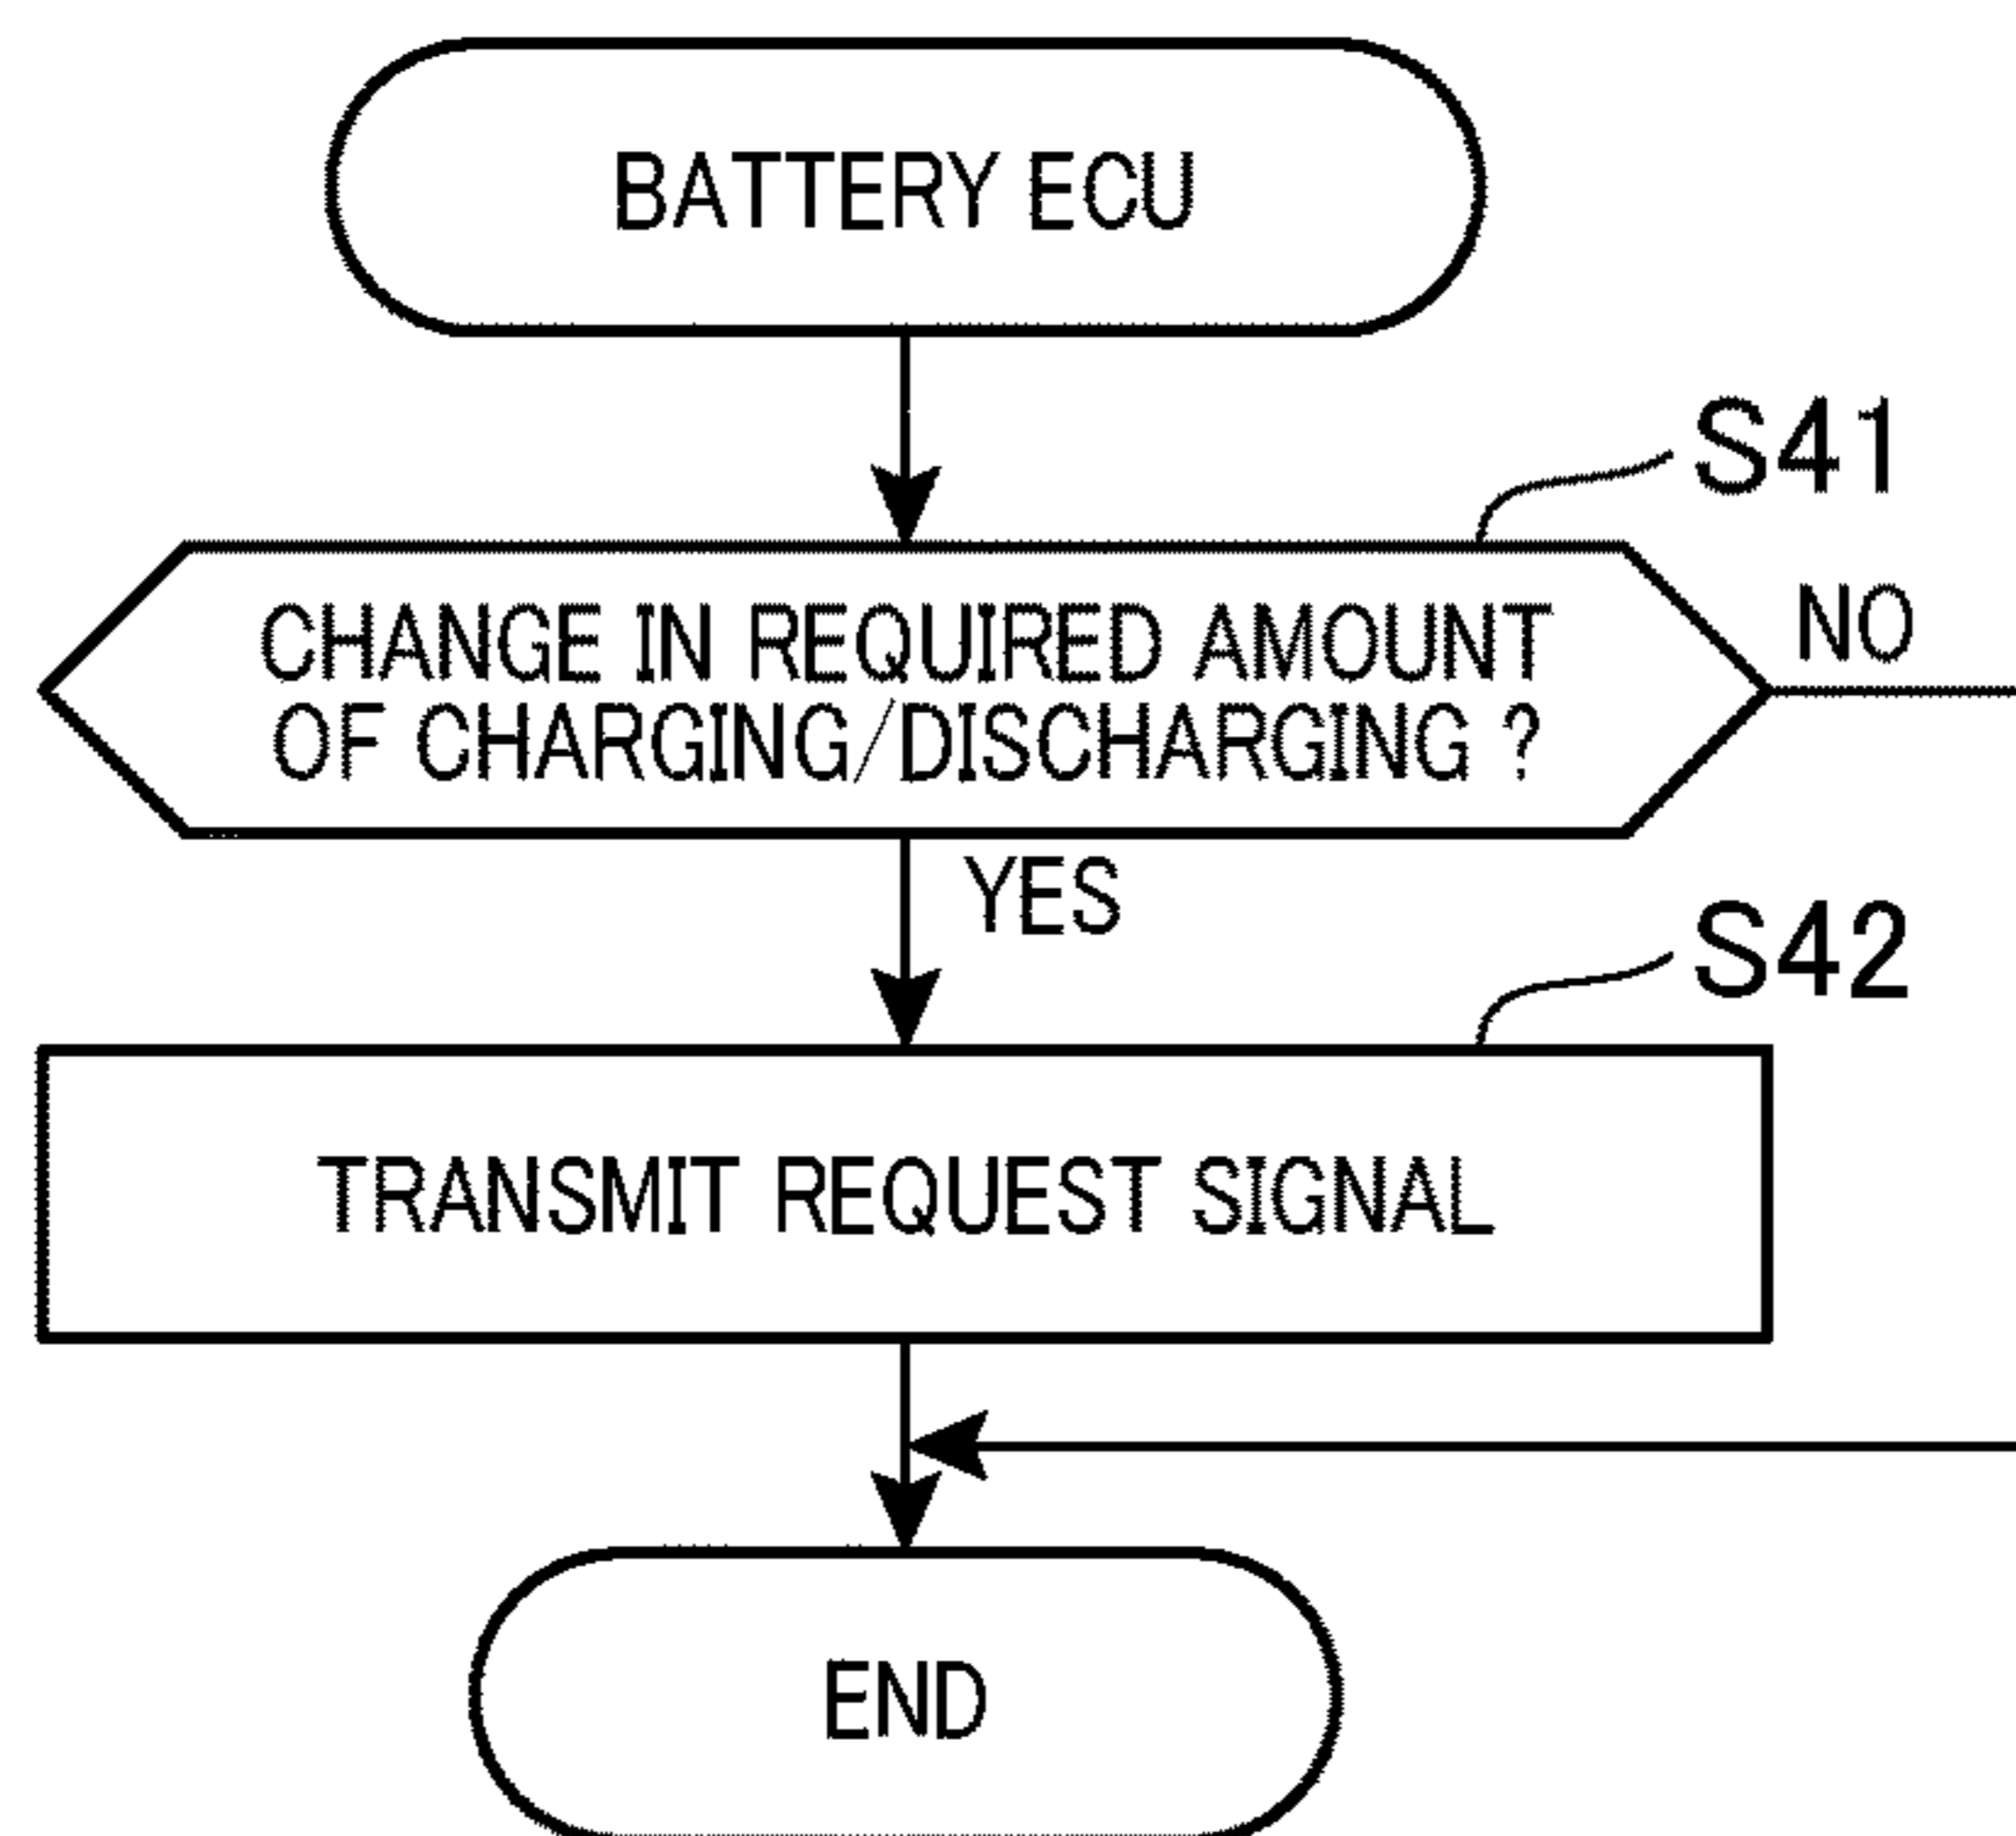 BATTERY ECU
S41
CHANGE IN REQUIRED AMOUNT
OF CHARGING/DISCHARGING ?
NO
YES
S42
TRANSMIT REQUEST SIGNAL
END